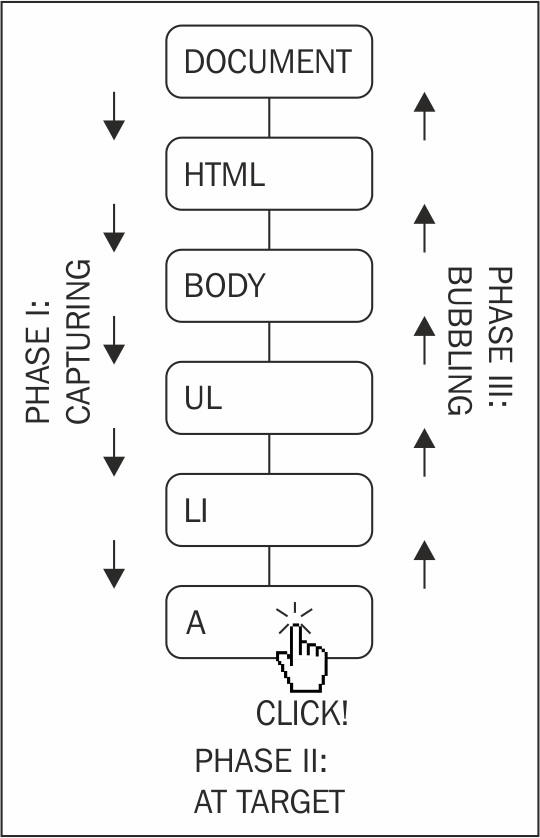 DOCUMENT
HTML
BODY
UL
LI
A
PHASE I:
CAPTURING
PHASE III:
BUBBLING
CLICK!
PHASE II:
AT TARGET